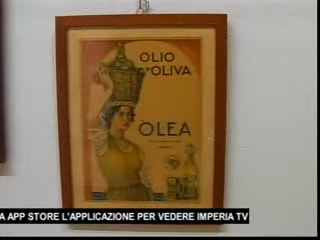 OLIO
D'OLIVA
OLEA
A APP STORE L'APPLICAZIONE PER VEDERE IMPERIA TV